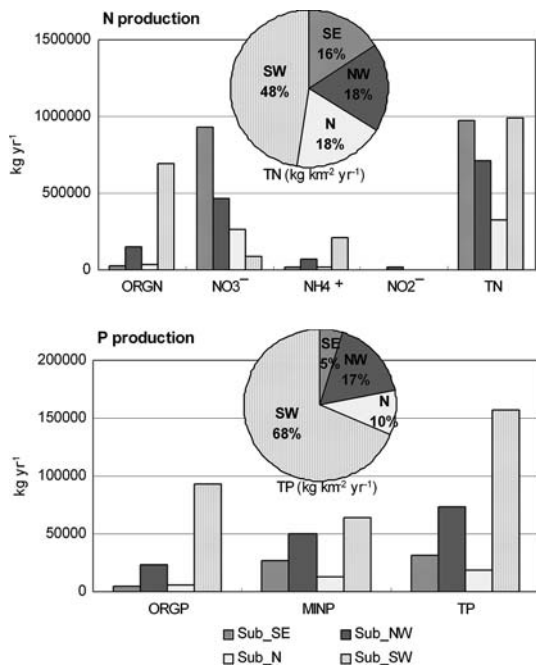 N production
1500000
1000000
500000
0
kg yr⁻¹
SE
16%
NW
18%
N
18%
SW
48%
TN (kg km⁻² yr⁻¹)
ORGN NO3⁻ NH4⁺ NO2⁻ TN
P production
200000
150000
100000
50000
0
kg yr⁻¹
SE
5%
NW
17%
N
10%
SW
68%
TP (kg km⁻² yr⁻¹)
ORGP MINP TP
Sub_SE Sub_NW
Sub_N Sub_SW